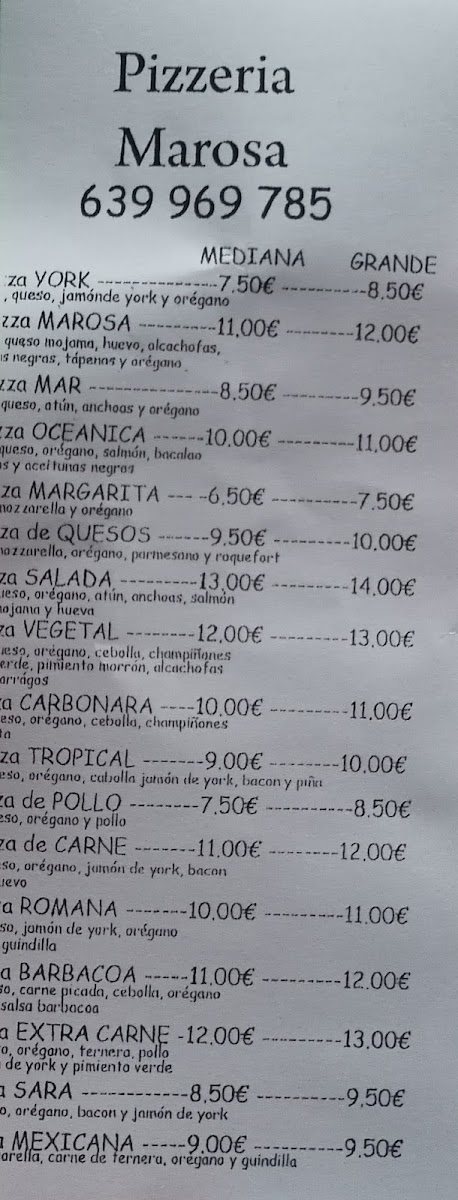 Pizzeria
Marosa
639 969 785
MEDIANA GRANDE
za YORK ---------------7.50€ ----------8.50€
, queso, jamónde york y orégano
zza MAROSA ----------11,00€ ---------12,00€
queso mojama, huevo, alcachofas,
s negras, tápenas y orégano
zza MAR ---------------8.50€ ----------9.50€
queso, atún, anchoas y orégano
zza OCEANICA ------10.00€ ----------11,00€
queso, orégano, salmón, bacalao
s y aceitunas negras
za MARGARITA --- -6,50€ ----------7.50€
mozzarella y orégano
za de QUESOS ------9.50€ ----------10.00€
mozzarella, orégano, parmesano y roquefort
za SALADA ---------13,00€ ---------14,00€
ueso, orégano, atún, anchoas, salmón
mojama y hueva
za VEGETAL --------12,00€ ---------13,00€
ueso, orégano, cebolla, champiñones
erde, pimiento morrón, alcachofas
arrágos
a CARBONARA ----10.00€ ---------11.00€
eso, orégano, cebolla, champiñones
ta
za TROPICAL -------9.00€ --------10.00€
eso, orégano, cabolla jamón de york, bacon y piña
za de POLLO --------7.50€ ----------8.50€
eso, orégano y pollo
za de CARNE -------11.00€ ---------12.00€
so, orégano, jamón de york, bacon
uevo
a ROMANA -------10,00€ ---------11.00€
so, jamón de york, orégano
guindilla
a BARBACOA -----11,00€ ---------12.00€
so, carne picada, cebolla, orégano
salsa barbacoa
a EXTRA CARNE -12.00€ ---------13.00€
o, orégano, ternera, pollo
de york y pimiento verde
a SARA ------------8,50€ ----------9,50€
o, orégano, bacon y jamón de york
MEXICANA -----9.00€ ----------9.50€
arella, carne de ternera, orégano y guindilla